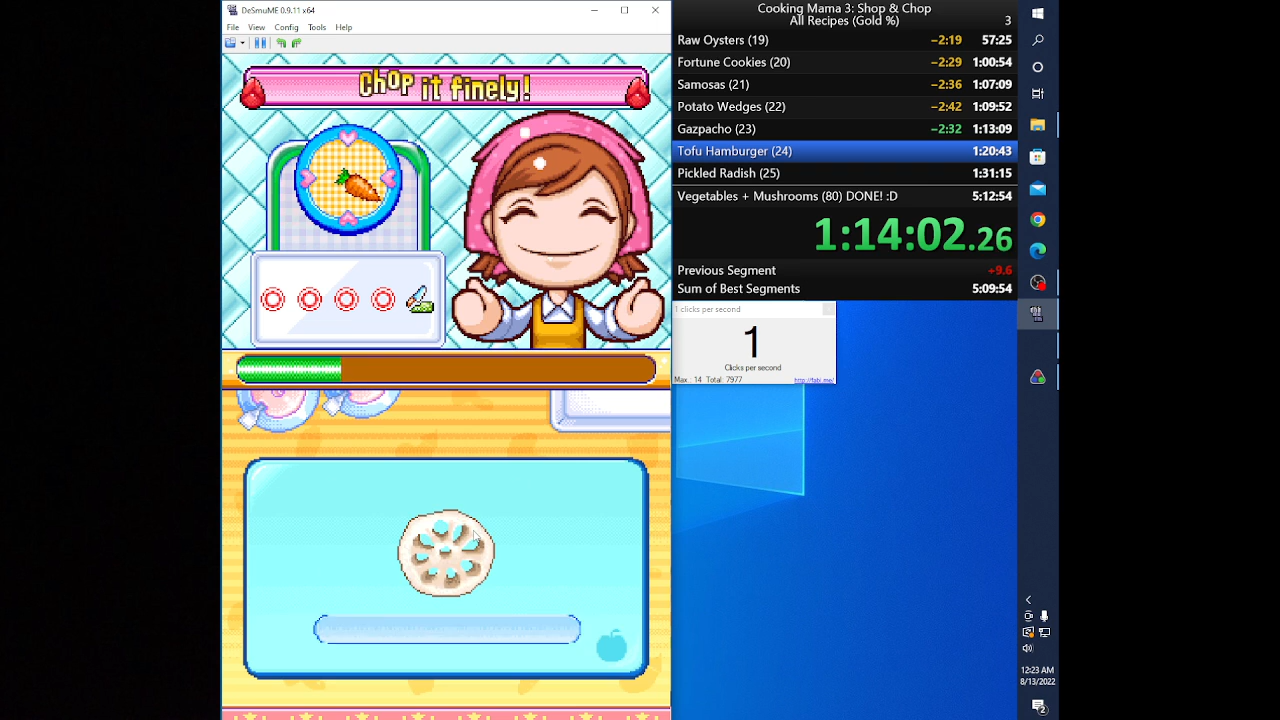 DeSmuME 0.9.11 x64
File View Config Tools Help
Chop it finely!
Cooking Mama 3: Shop & Chop
All Recipes (Gold %) 3
Raw Oysters (19) −2:19 57:25
Fortune Cookies (20) −2:29 1:00:54
Samosas (21) −2:36 1:07:09
Potato Wedges (22) −2:42 1:09:52
Gazpacho (23) −2:32 1:13:09
Tofu Hamburger (24) 1:20:43
Pickled Radish (25) 1:31:15
Vegetables + Mushrooms (80) DONE! :D 5:12:54
1:14:02.26
Previous Segment +9.6
Sum of Best Segments 5:09:54
1 clicks per second
1
Clicks per second
Max.: 14 Total: 7977 http://fabi.me/
12:23 AM
8/13/2022
2